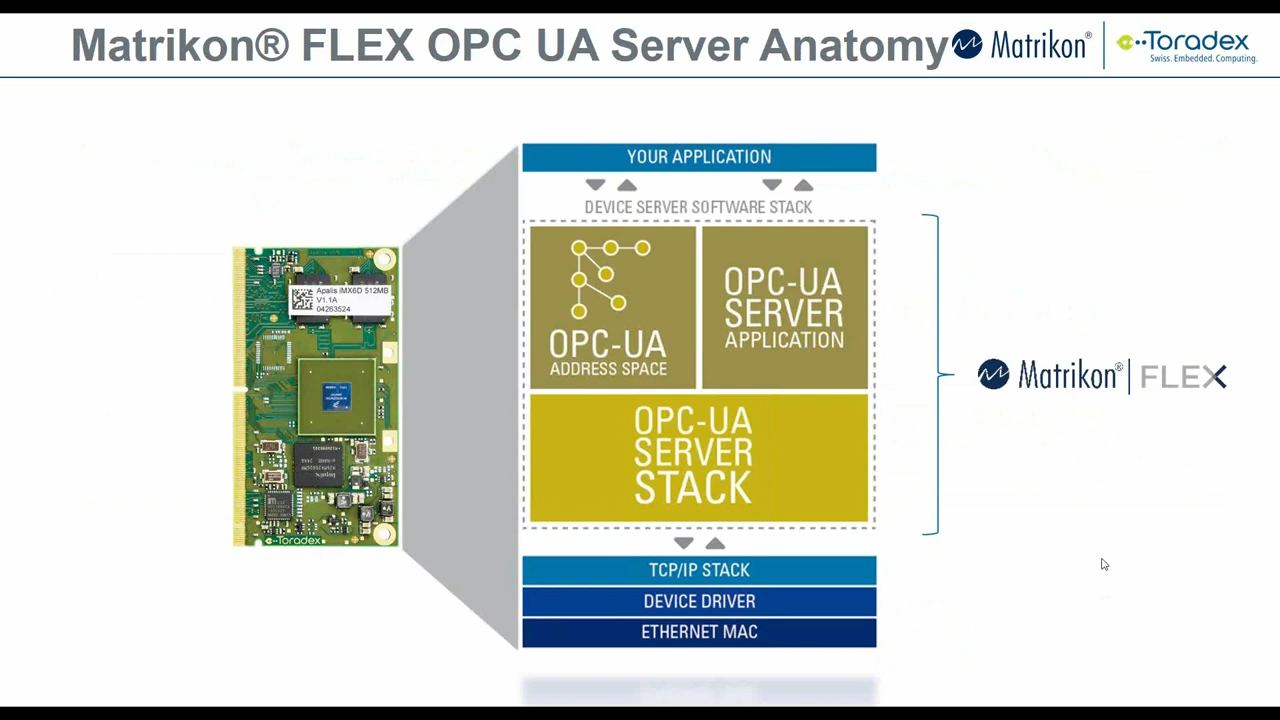 Matrikon® FLEX OPC UA Server Anatomy
Matrikon®
Toradex
Swiss. Embedded. Computing.
YOUR APPLICATION
DEVICE SERVER SOFTWARE STACK
OPC-UA
ADDRESS SPACE
OPC-UA
SERVER
APPLICATION
OPC-UA
SERVER
STACK
TCP/IP STACK
DEVICE DRIVER
ETHERNET MAC
Apalis iMX6D 512MB
V1.1A
04263524
Toradex
Matrikon® FLEX